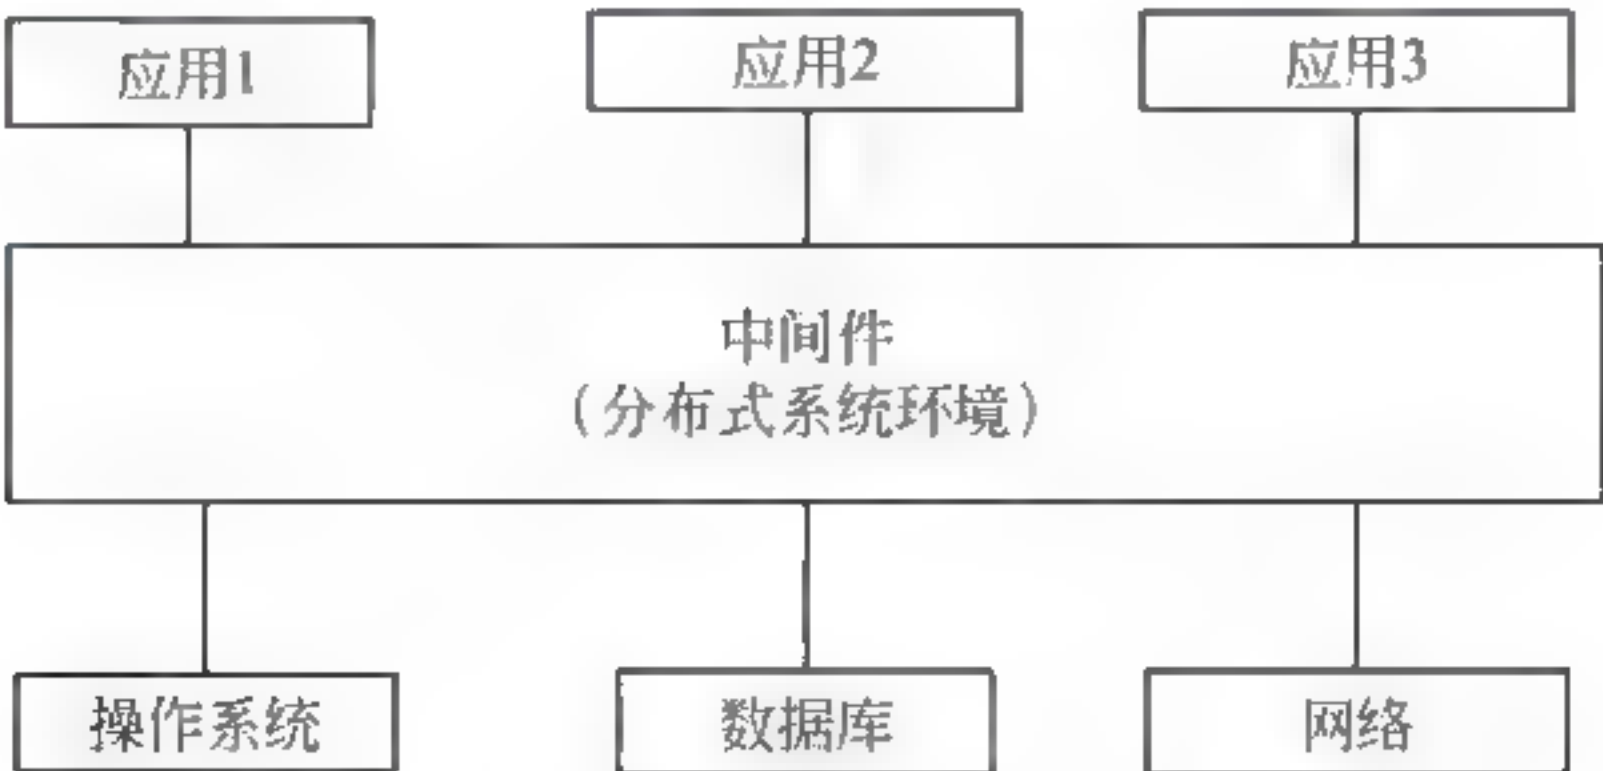 应用1
应用2
应用3
中间件
（分布式系统环境）
操作系统
数据库
网络